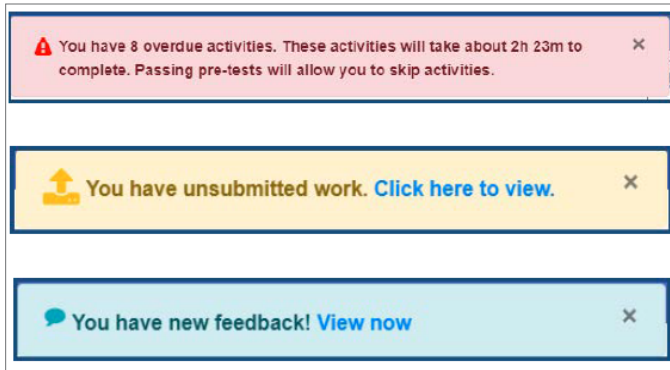 You have 8 overdue activities. These activities will take about 2h 23m to
complete. Passing pre-tests will allow you to skip activities.
You have unsubmitted work. Click here to view.
You have new feedback! View now